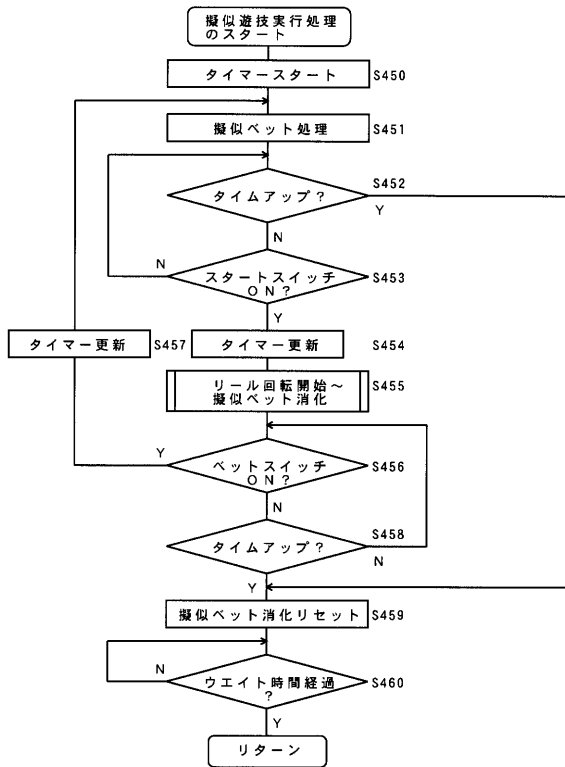 擬似遊技実行処理
のスタート
タイマースタート S450
擬似ベット処理 S451
タイムアップ? S452
Y
N
スタートスイッチ
ON? S453
N
Y
タイマー更新 S457
タイマー更新 S454
リール回転開始～
擬似ベット消化 S455
ベットスイッチ
ON? S456
Y
N
タイムアップ? S458
N
Y
擬似ベット消化リセット S459
ウエイト時間経過
? S460
N
Y
リターン